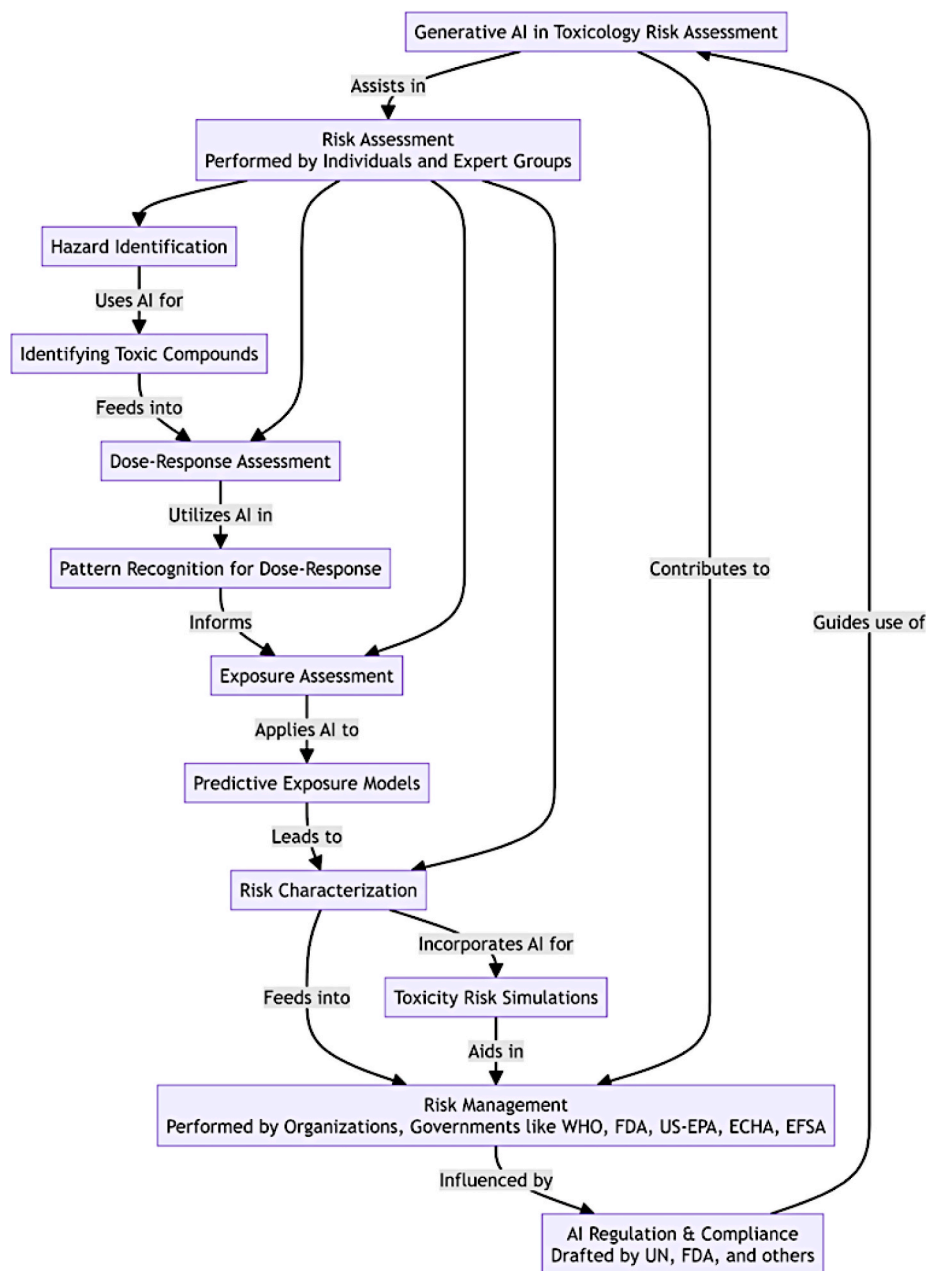 Generative AI in Toxicology Risk Assessment
Assists in
Risk Assessment
Performed by Individuals and Expert Groups
Hazard Identification
Uses AI for
Identifying Toxic Compounds
Feeds into
Dose-Response Assessment
Utilizes AI in
Pattern Recognition for Dose-Response
Contributes to
Informs
Guides use of
Exposure Assessment
Applies AI to
Predictive Exposure Models
Leads to
Risk Characterization
Incorporates AI for
Feeds into
Toxicity Risk Simulations
Aids in
Risk Management
Performed by Organizations, Governments like WHO, FDA, US-EPA, ECHA, EFSA
Influenced by
AI Regulation & Compliance
Drafted by UN, FDA, and others